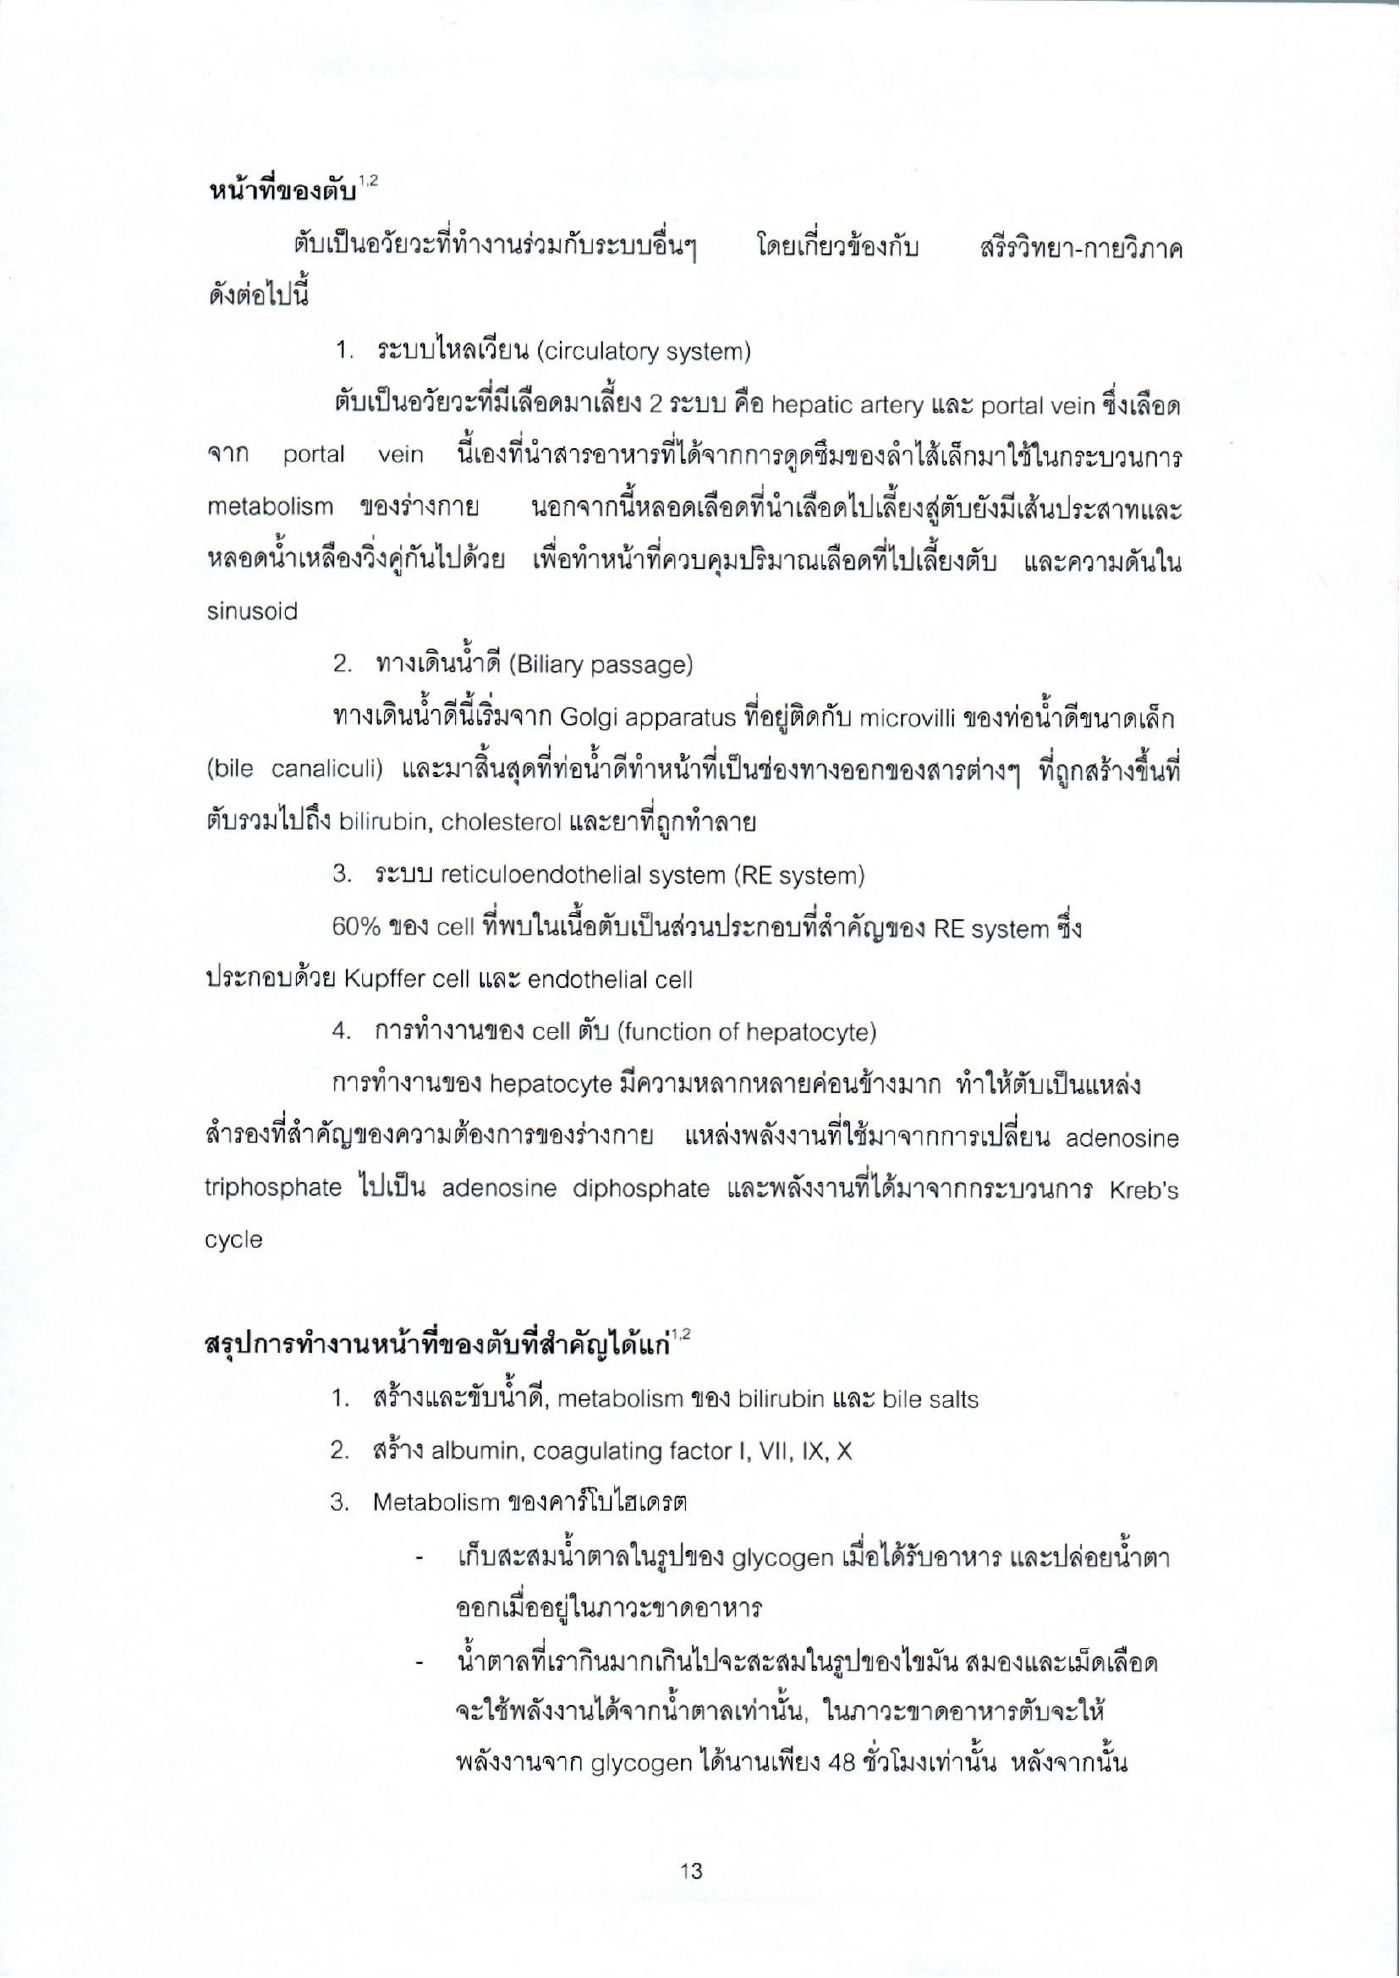 หน้าที่ของตับ1,2
ตับเป็นอวัยวะที่ทำงานร่วมกับระบบอื่นๆ โดยเกี่ยวข้องกับ สรีรวิทยา-กายวิภาค
ดังต่อไปนี้
1. ระบบไหลเวียน (circulatory system)
ตับเป็นอวัยวะที่มีเลือดมาเลี้ยง 2 ระบบ คือ hepatic artery และ portal vein ซึ่งเลือด
จาก portal vein นี้เองที่นำสารอาหารที่ได้จากการดูดซึมของลำไส้เล็กมาใช้ในกระบวนการ
metabolism ของร่างกาย นอกจากนี้หลอดเลือดที่นำเลือดไปเลี้ยงสู่ตับยังมีเส้นประสาทและ
หลอดน้ำเหลืองวิ่งคู่กันไปด้วย เพื่อทำหน้าที่ควบคุมปริมาณเลือดที่ไปเลี้ยงตับ และความดันใน
sinusoid
2. ทางเดินน้ำดี (Biliary passage)
ทางเดินน้ำดีนี้เริ่มจาก Golgi apparatus ที่อยู่ติดกับ microvilli ของท่อน้ำดีขนาดเล็ก
(bile canaliculi) และมาสิ้นสุดที่ท่อน้ำดีทำหน้าที่เป็นช่องทางออกของสารต่างๆ ที่ถูกสร้างขึ้นที่
ตับรวมไปถึง bilirubin, cholesterol และยาที่ถูกทำลาย
3. ระบบ reticuloendothelial system (RE system)
60% ของ cell ที่พบในเนื้อตับเป็นส่วนประกอบที่สำคัญของ RE system ซึ่ง
ประกอบด้วย Kupffer cell และ endothelial cell
4. การทำงานของ cell ตับ (function of hepatocyte)
การทำงานของ hepatocyte มีความหลากหลายค่อนข้างมาก ทำให้ตับเป็นแหล่ง
สำรองที่สำคัญของความต้องการของร่างกาย แหล่งพลังงานที่ใช้มาจากการเปลี่ยน adenosine
triphosphate ไปเป็น adenosine diphosphate และพลังงานที่ได้มาจากกระบวนการ Kreb's
cycle
สรุปการทำงานหน้าที่ของตับที่สำคัญได้แก่1,2
1. สร้างและขับน้ำดี, metabolism ของ bilirubin และ bile salts
2. สร้าง albumin, coagulating factor I, VII, IX, X
3. Metabolism ของคาร์โบไฮเดรต
- เก็บสะสมน้ำตาลในรูปของ glycogen เมื่อได้รับอาหาร และปล่อยน้ำตา
ออกเมื่ออยู่ในภาวะขาดอาหาร
- น้ำตาลที่เรากินมากเกินไปจะสะสมในรูปของไขมัน สมองและเม็ดเลือด
จะใช้พลังงานได้จากน้ำตาลเท่านั้น, ในภาวะขาดอาหารตับจะให้
พลังงานจาก glycogen ได้นานเพียง 48 ชั่วโมงเท่านั้น หลังจากนั้น
13